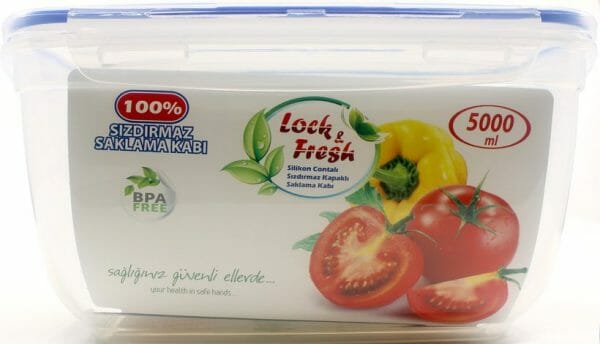 100%
SIZDIRMAZ
SAKLAMA KABI
BPA
FREE
Lock &
Fresh
Silikon Contalı
Sızdırmaz Kapaklı
Saklama Kabı
5000
ml
sağlığınız güvenli ellerde...
your health in safe hands...